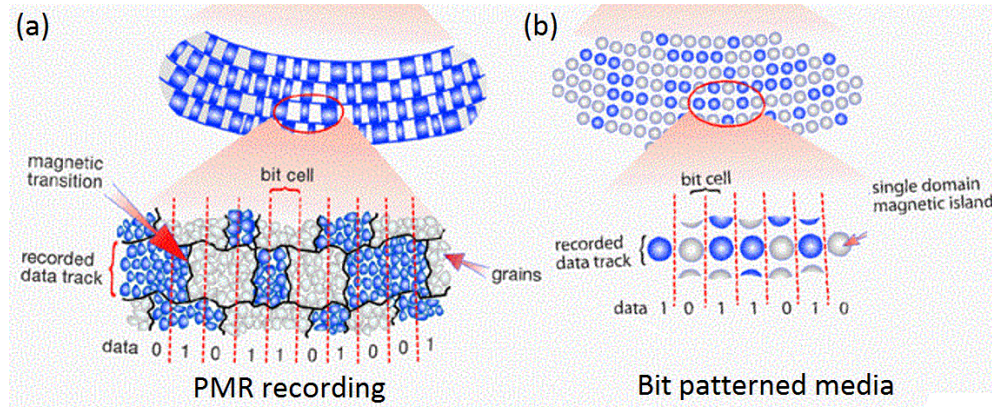 (a)
magnetic
transition
bit cell
recorded
data track
grains
data 0 1 0 1 1 0 1 0 0 1
PMR recording
(b)
bit cell
single domain
magnetic island
recorded
data track
data 1 0 1 1 0 1 0
Bit patterned media